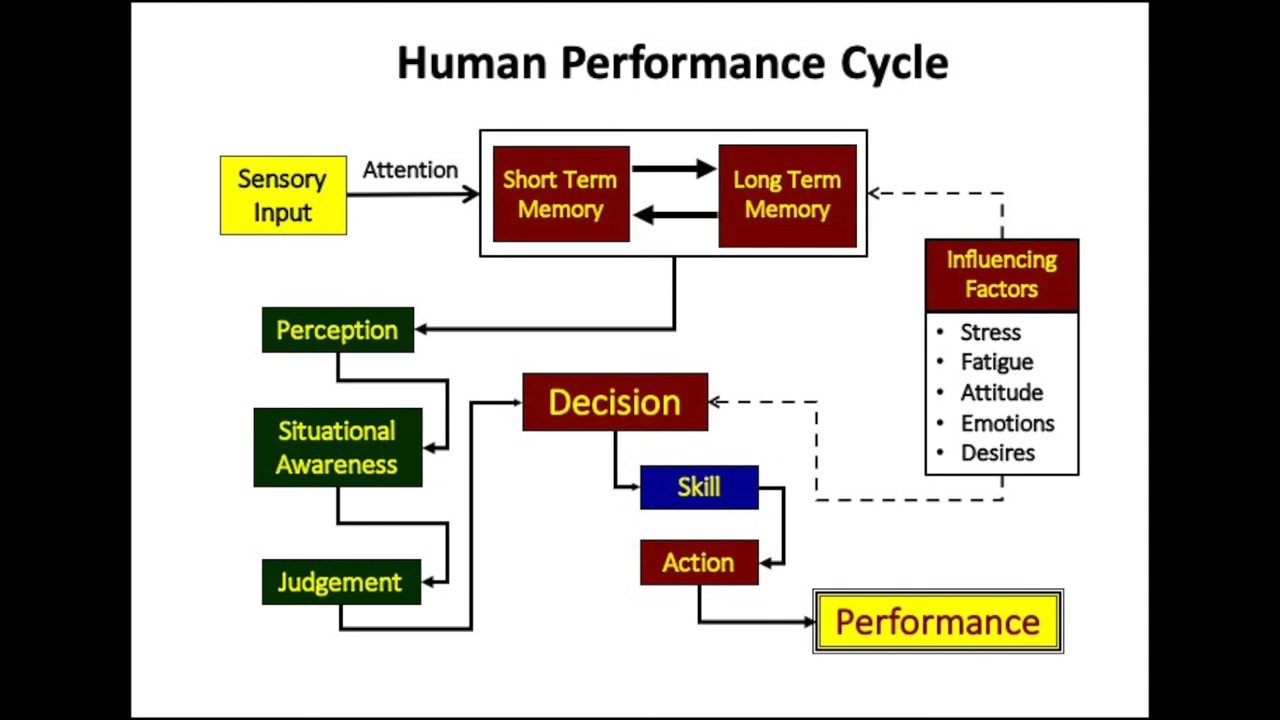 Human Performance Cycle
Sensory
Input
Attention
Short Term
Memory
Long Term
Memory
Influencing
Factors
• Stress
• Fatigue
• Attitude
• Emotions
• Desires
Perception
Situational
Awareness
Judgement
Decision
Skill
Action
Performance